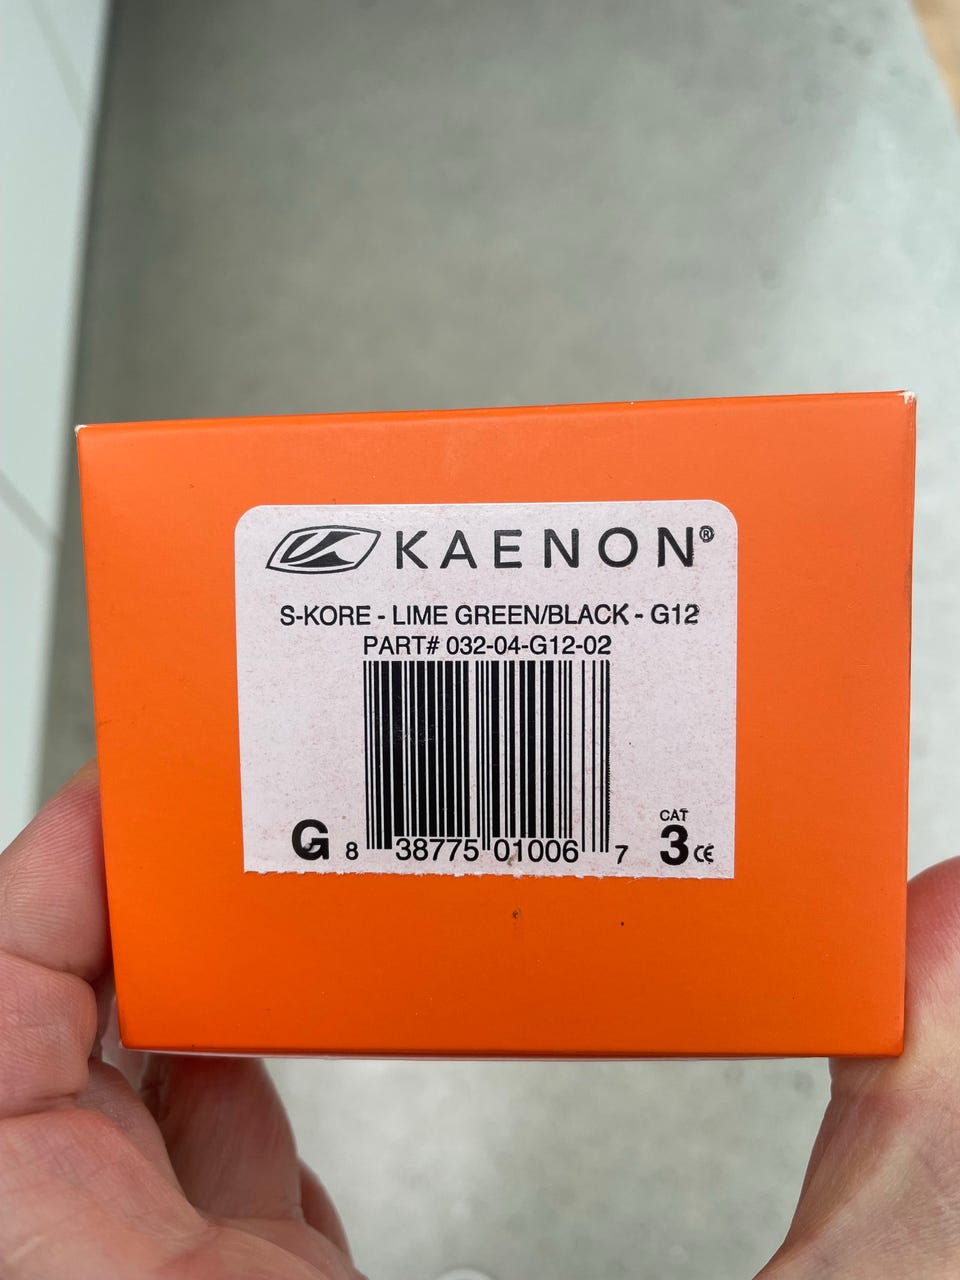 KAENON®
S-KORE - LIME GREEN/BLACK - G12
PART# 032-04-G12-02
G 8 38775 01006 7 CAT 3 CE